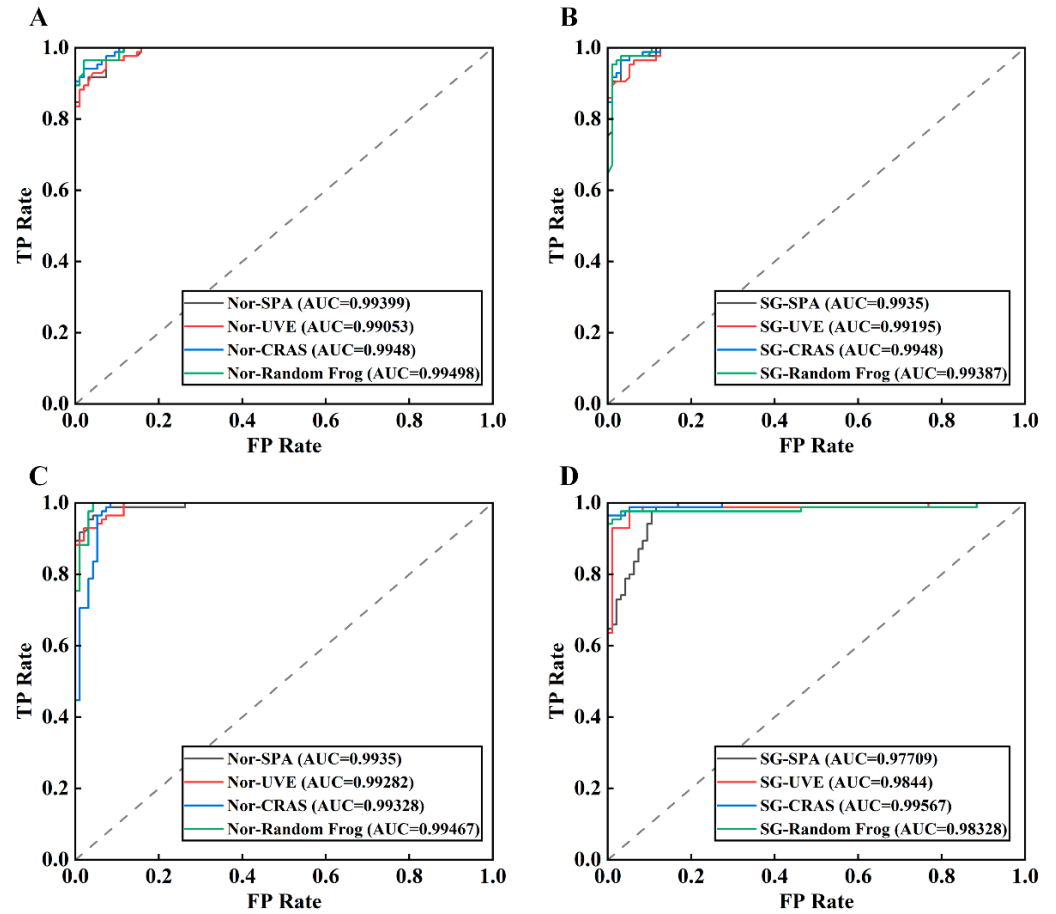 A
TP Rate
1.0
0.8
0.6
0.4
0.2
0.0
Nor-SPA (AUC=0.99399)
Nor-UVE (AUC=0.99053)
Nor-CRAS (AUC=0.9948)
Nor-Random Frog (AUC=0.99498)
0.0 0.2 0.4 0.6 0.8 1.0
FP Rate
B
TP Rate
1.0
0.8
0.6
0.4
0.2
0.0
SG-SPA (AUC=0.9935)
SG-UVE (AUC=0.99195)
SG-CRAS (AUC=0.9948)
SG-Random Frog (AUC=0.99387)
0.0 0.2 0.4 0.6 0.8 1.0
FP Rate
C
TP Rate
1.0
0.8
0.6
0.4
0.2
0.0
Nor-SPA (AUC=0.9935)
Nor-UVE (AUC=0.99282)
Nor-CRAS (AUC=0.99328)
Nor-Random Frog (AUC=0.99467)
0.0 0.2 0.4 0.6 0.8 1.0
FP Rate
D
TP Rate
1.0
0.8
0.6
0.4
0.2
0.0
SG-SPA (AUC=0.97709)
SG-UVE (AUC=0.9844)
SG-CRAS (AUC=0.99567)
SG-Random Frog (AUC=0.98328)
0.0 0.2 0.4 0.6 0.8 1.0
FP Rate